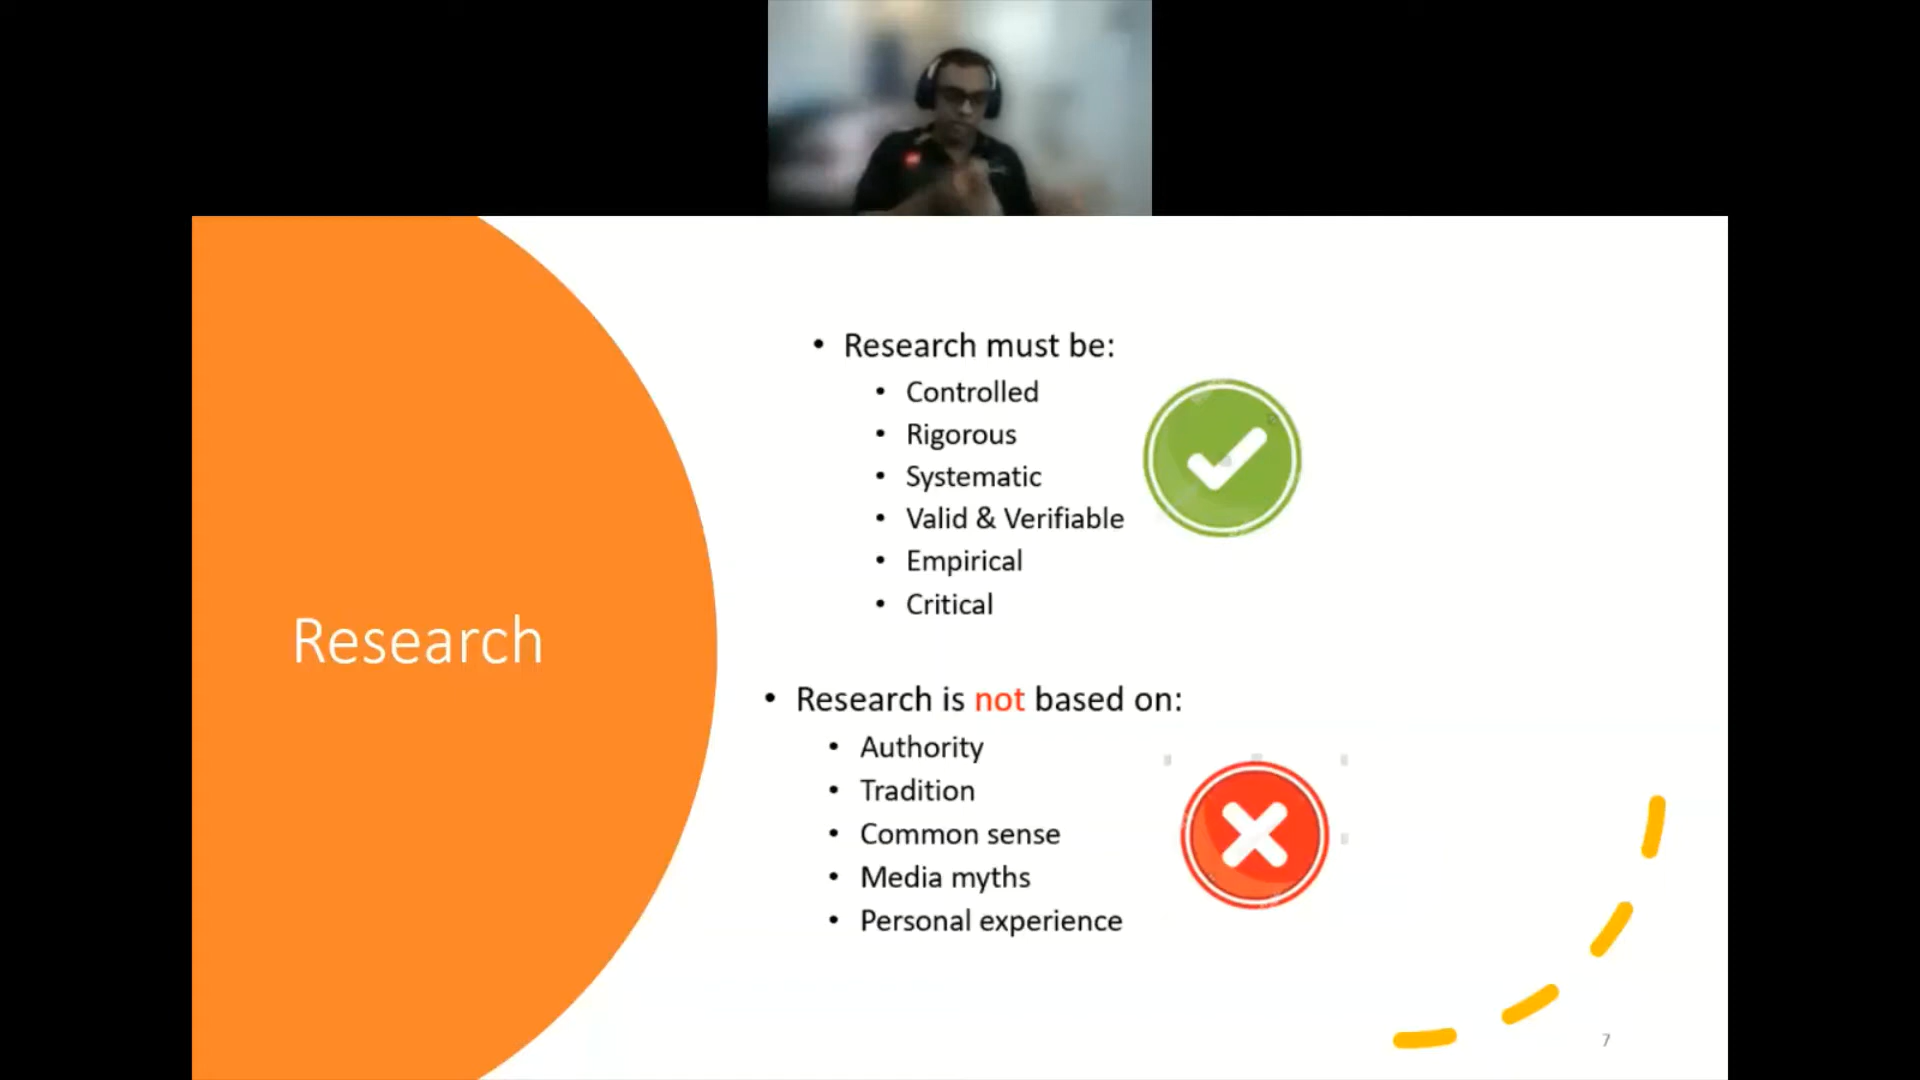 Research
• Research must be:
• Controlled
• Rigorous
• Systematic
• Valid & Verifiable
• Empirical
• Critical
• Research is not based on:
• Authority
• Tradition
• Common sense
• Media myths
• Personal experience
7